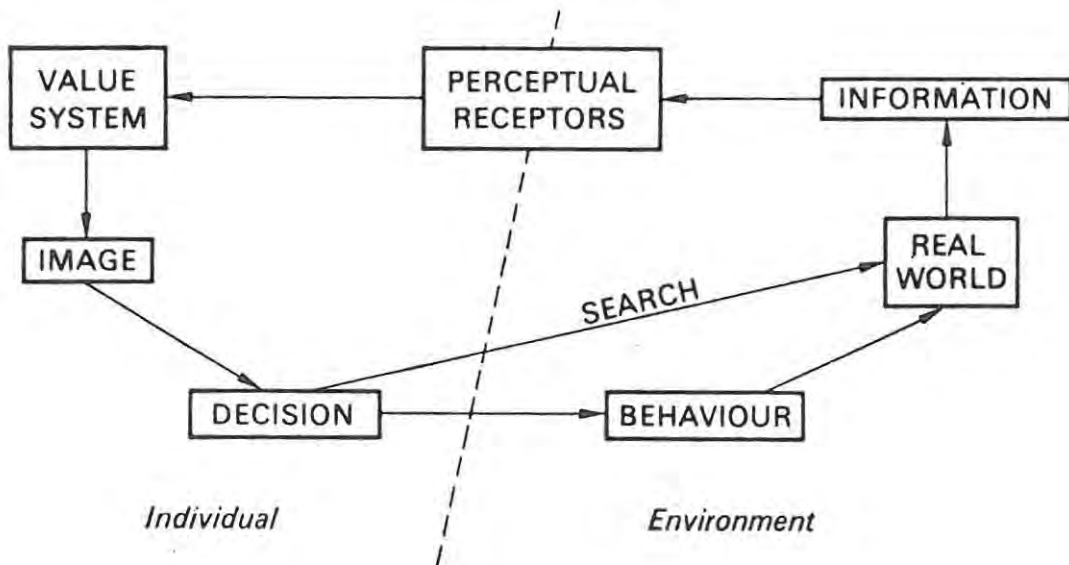 VALUE
SYSTEM
PERCEPTUAL
RECEPTORS
INFORMATION
IMAGE
REAL
WORLD
SEARCH
DECISION
BEHAVIOUR
Individual
Environment